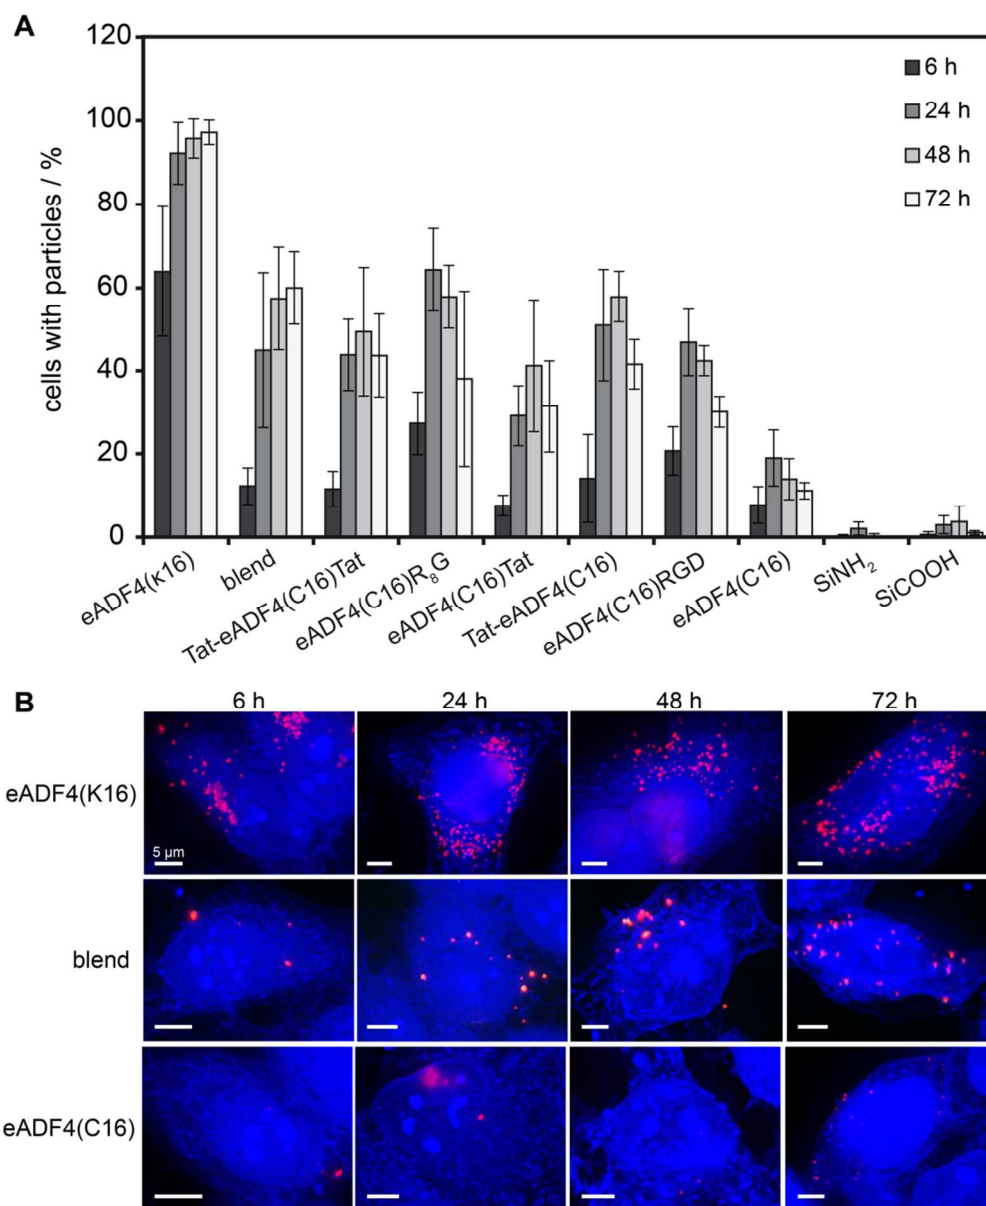 A
120
100
80
60
40
20
0
cells with particles / %
6 h
24 h
48 h
72 h
eADF4(κ16)
blend
Tat-eADF4(C16)Tat
eADF4(C16)R₈G
eADF4(C16)Tat
Tat-eADF4(C16)
eADF4(C16)RGD
eADF4(C16)
SiNH₂
SiCOOH
B
6 h 24 h 48 h 72 h
eADF4(K16)
5 µm
blend
eADF4(C16)